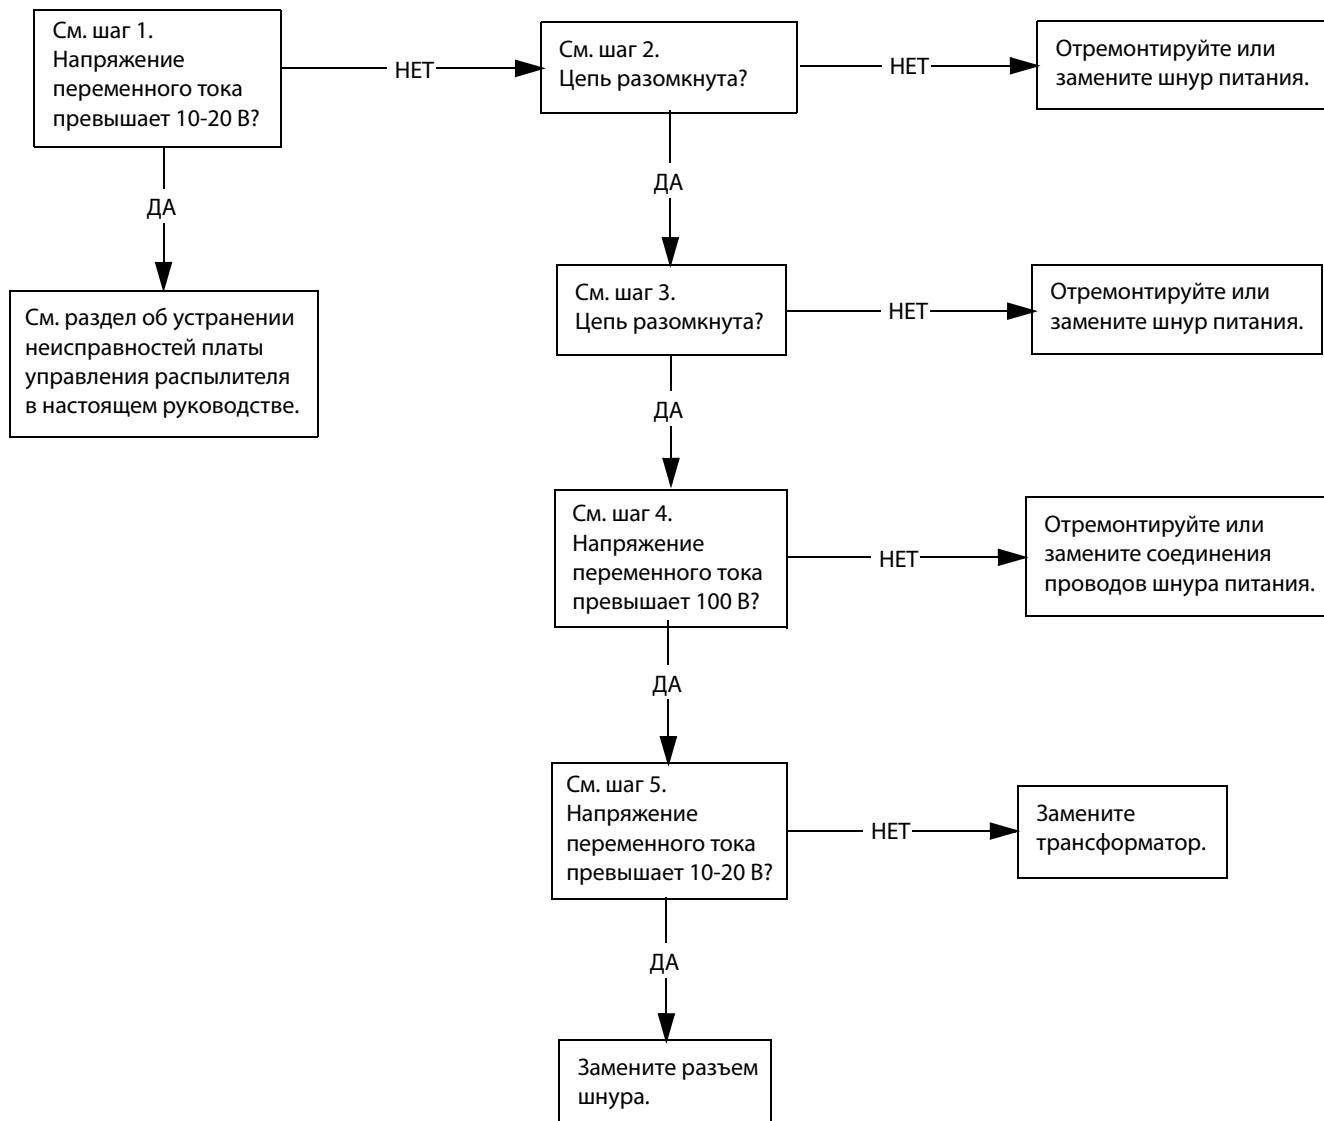 См. шаг 1.
Напряжение
переменного тока
превышает 10-20 В?
НЕТ
См. шаг 2.
Цепь разомкнута?
НЕТ
Отремонтируйте или
замените шнур питания.
ДА
ДА
См. раздел об устранении
неисправностей платы
управления распылителя
в настоящем руководстве.
См. шаг 3.
Цепь разомкнута?
НЕТ
Отремонтируйте или
замените шнур питания.
ДА
См. шаг 4.
Напряжение
переменного тока
превышает 100 В?
НЕТ
Отремонтируйте или
замените соединения
проводов шнура питания.
ДА
См. шаг 5.
Напряжение
переменного тока
превышает 10-20 В?
НЕТ
Замените
трансформатор.
ДА
Замените разъем
шнура.